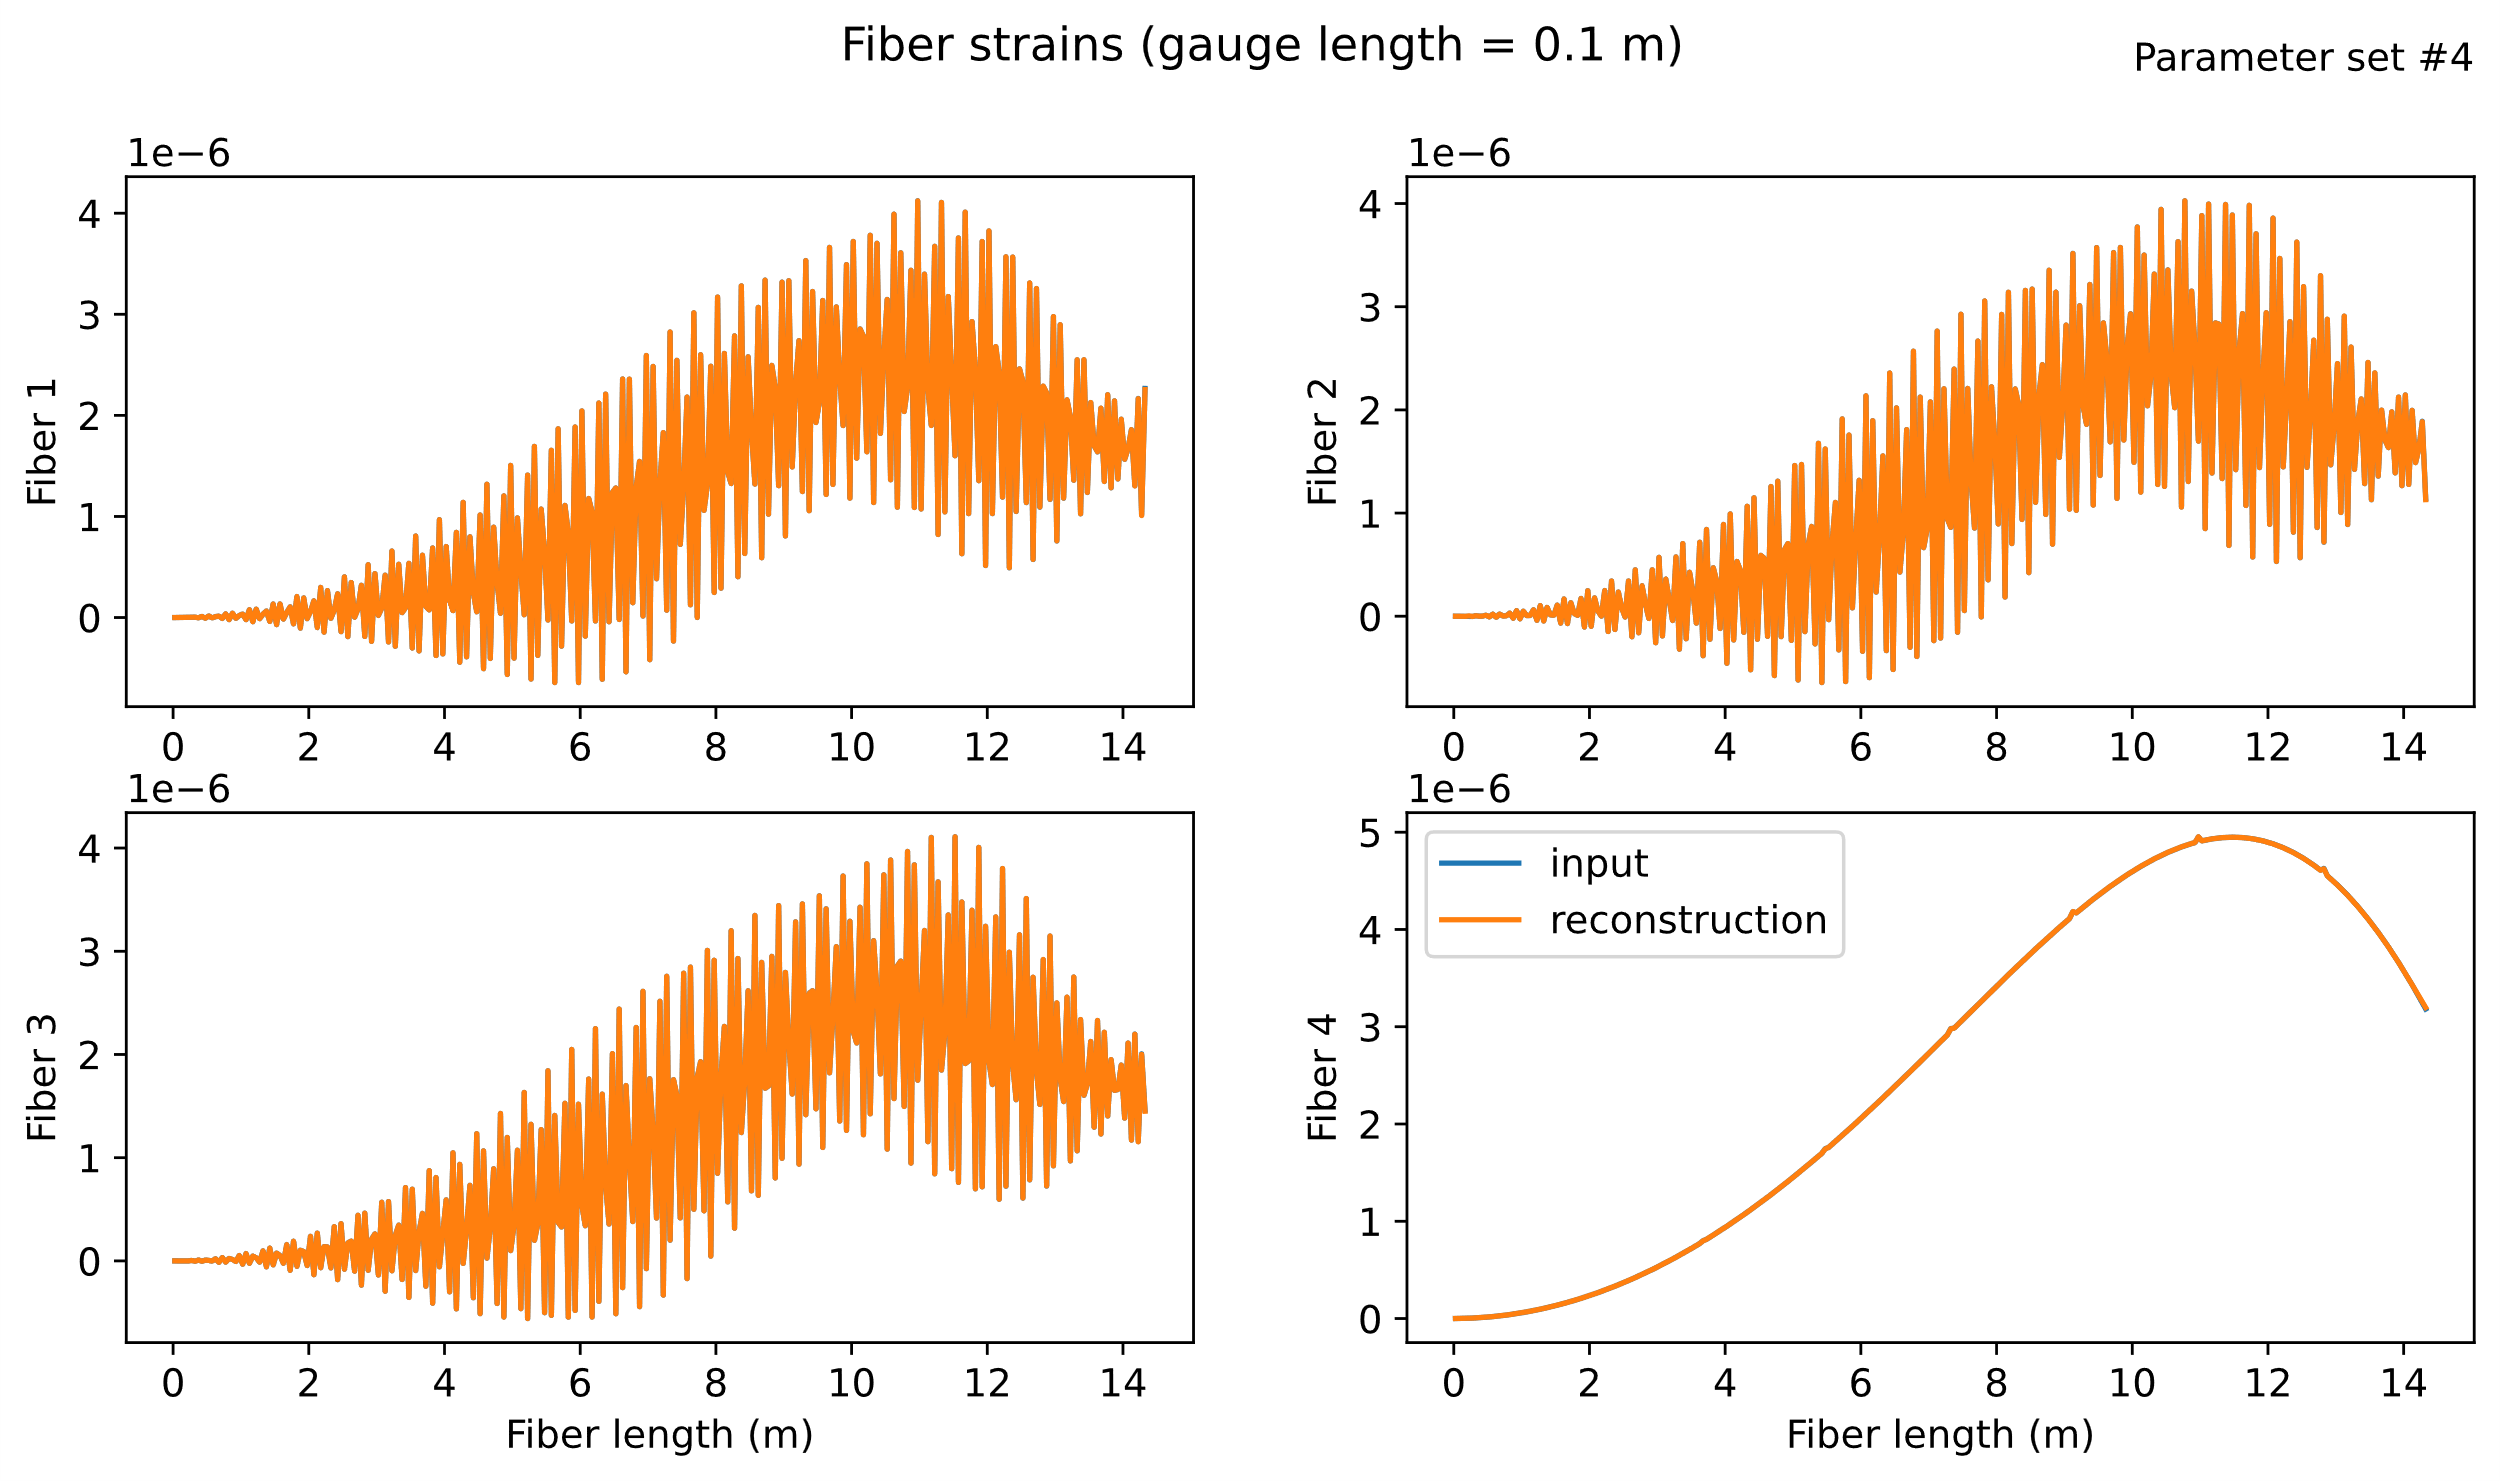 Fiber strains (gauge length = 0.1 m)
Parameter set #4
1e−6
Fiber 1
4
3
2
1
0
0 2 4 6 8 10 12 14
1e−6
Fiber 2
4
3
2
1
0
0 2 4 6 8 10 12 14
1e−6
Fiber 3
4
3
2
1
0
0 2 4 6 8 10 12 14
Fiber length (m)
1e−6
Fiber 4
5
4
3
2
1
0
input
reconstruction
0 2 4 6 8 10 12 14
Fiber length (m)